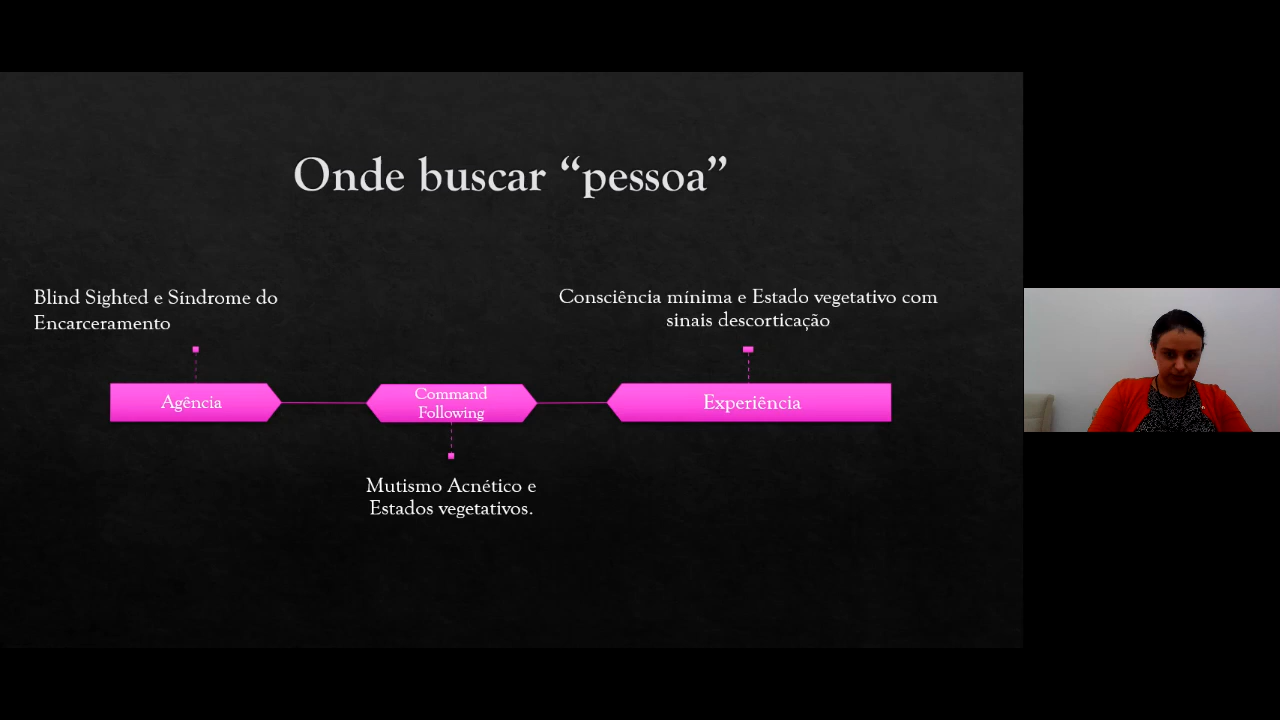 Onde buscar “pessoa”
Blind Sighted e Síndrome do
Encarceramento
Consciência mínima e Estado vegetativo com
sinais descorticação
Agência
Command
Following
Experiência
Mutismo Acnético e
Estados vegetativos.